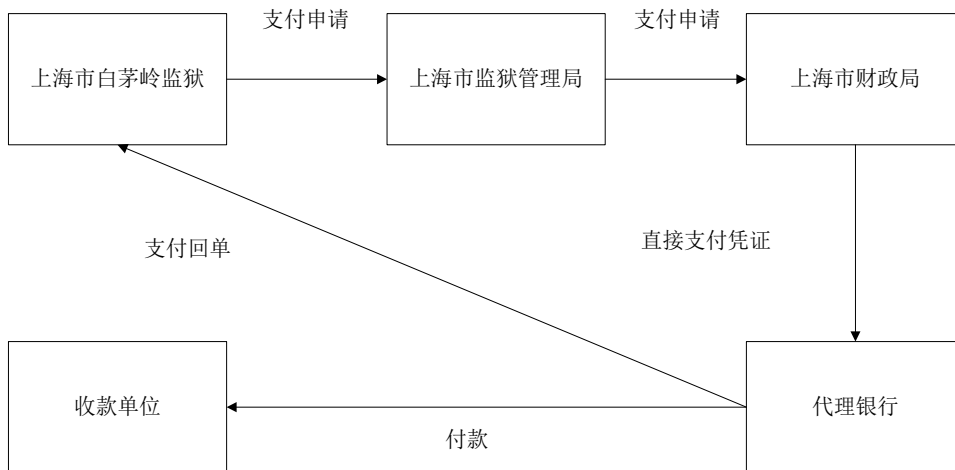 支付申请
支付申请
上海市白茅岭监狱
上海市监狱管理局
上海市财政局
支付回单
直接支付凭证
收款单位
付款
代理银行